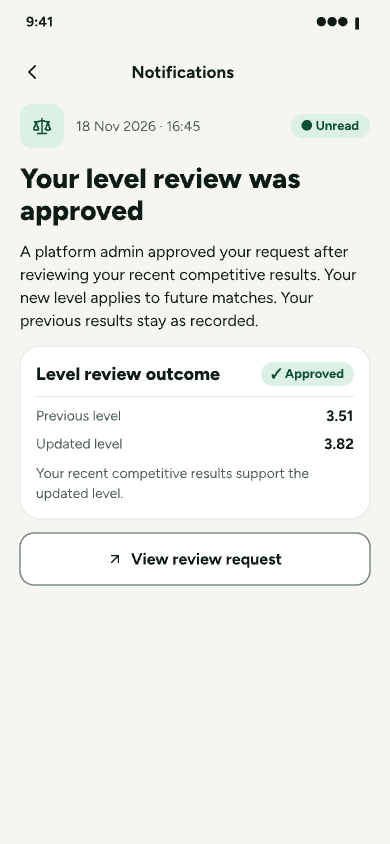 9:41
Notifications
18 Nov 2026 · 16:45
Unread
Your level review was
approved
A platform admin approved your request after
reviewing your recent competitive results. Your
new level applies to future matches. Your
previous results stay as recorded.
Level review outcome
✓ Approved
Previous level
3.51
Updated level
3.82
Your recent competitive results support the
updated level.
View review request